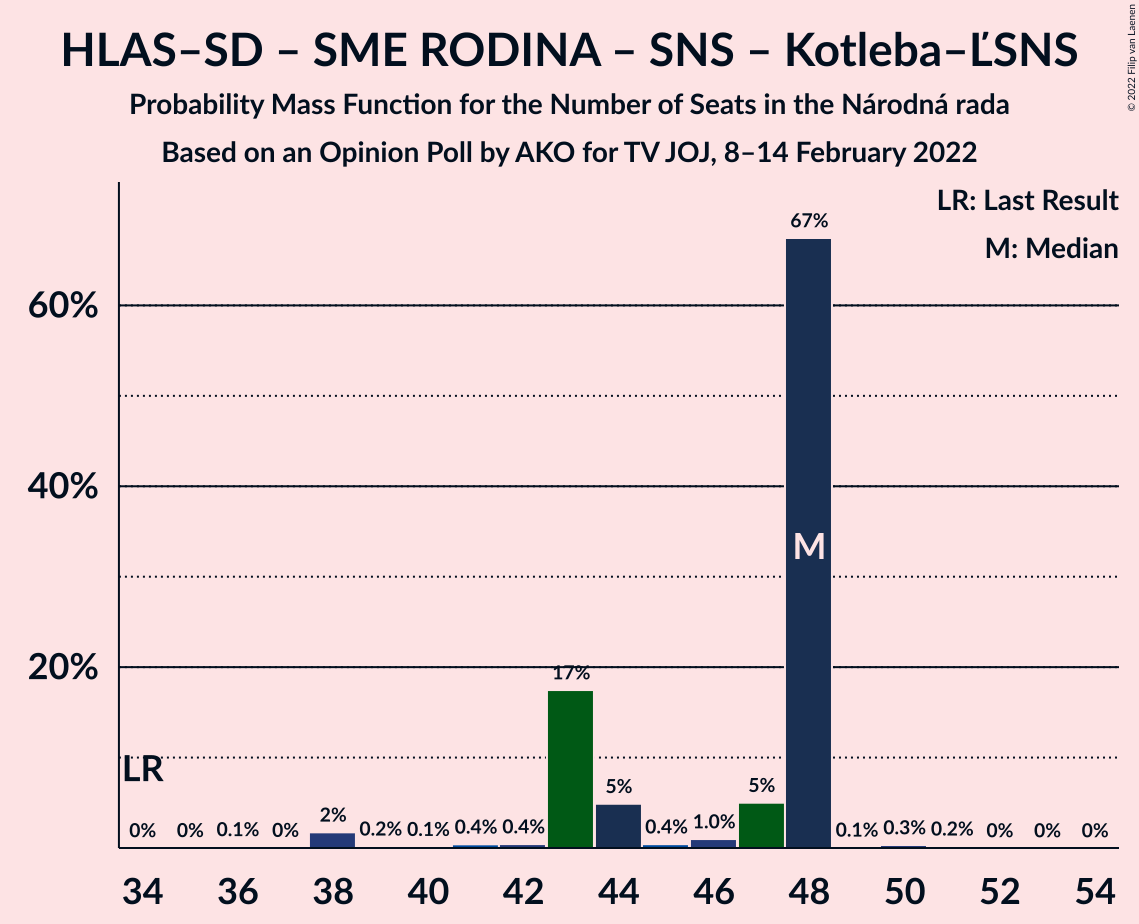 HLAS–SD – SME RODINA – SNS – Kotleba–ĽSNS
Probability Mass Function for the Number of Seats in the Národná rada
Based on an Opinion Poll by AKO for TV JOJ, 8–14 February 2022
© 2022 Filip van Laenen
LR: Last Result
M: Median
67%
60%
40%
M
20%
17%
LR
5%
5%
2%
0% 0% 0.1% 0% 0.2% 0.1% 0.4% 0.4% 0.4% 1.0% 0.1% 0.3% 0.2% 0% 0% 0%
34 36 38 40 42 44 46 48 50 52 54